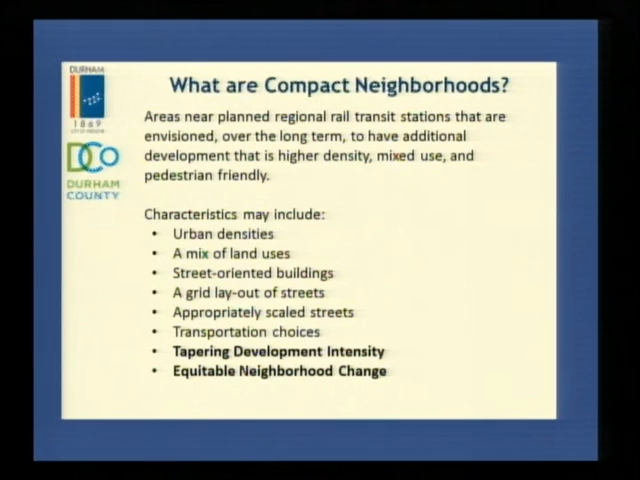 DURHAM
1869
CITY OF MEDICINE
DCo
DURHAM
COUNTY
What are Compact Neighborhoods?
Areas near planned regional rail transit stations that are
envisioned, over the long term, to have additional
development that is higher density, mixed use, and
pedestrian friendly.
Characteristics may include:
• Urban densities
• A mix of land uses
• Street-oriented buildings
• A grid lay-out of streets
• Appropriately scaled streets
• Transportation choices
• Tapering Development Intensity
• Equitable Neighborhood Change